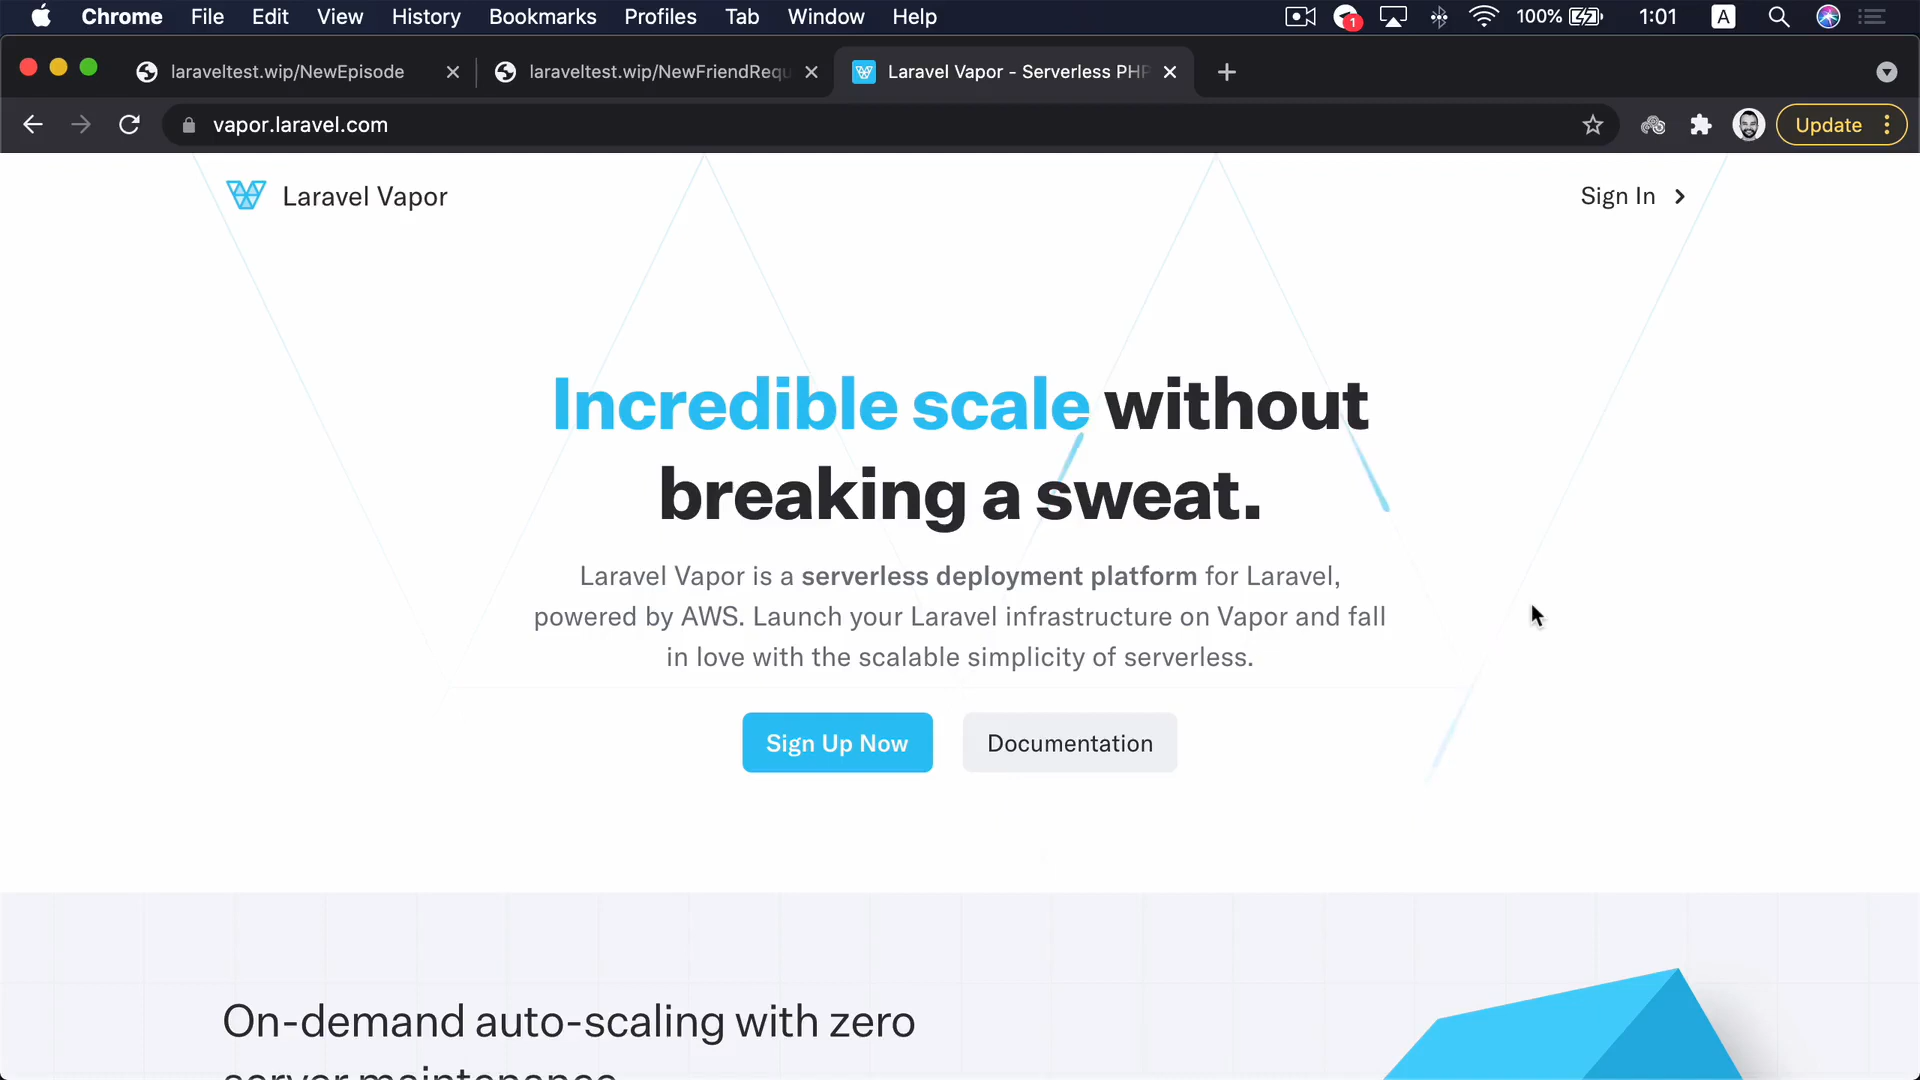 Chrome File Edit View History Bookmarks Profiles Tab Window Help 1 100% 1:01 A
laraveltest.wip/NewEpisode laraveltest.wip/NewFriendRequ Laravel Vapor - Serverless PHP
vapor.laravel.com Update
Laravel Vapor Sign In
Incredible scale without
breaking a sweat.
Laravel Vapor is a serverless deployment platform for Laravel,
powered by AWS. Launch your Laravel infrastructure on Vapor and fall
in love with the scalable simplicity of serverless.
Sign Up Now Documentation
On-demand auto-scaling with zero
server maintenance